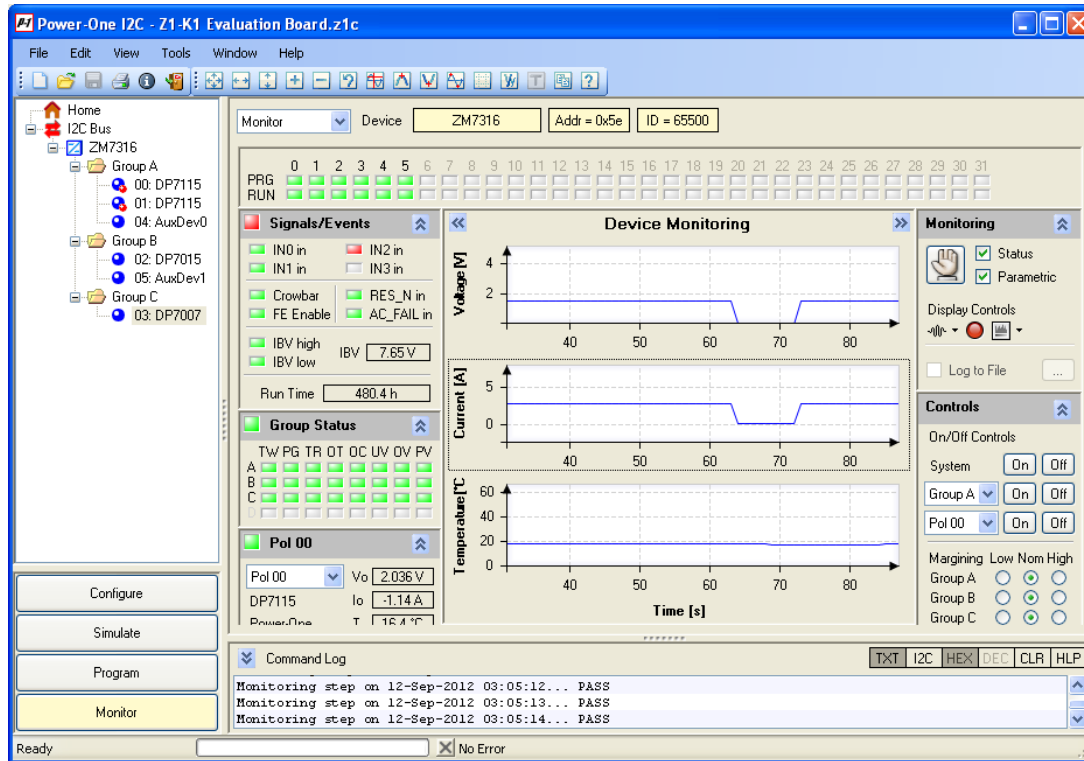 Power-One I2C - Z1-K1 Evaluation Board.z1c
File Edit View Tools Window Help
Home
I2C Bus
ZM7316
Group A
00: DP7115
01: DP7115
04: AuxDev0
Group B
02: DP7015
05: AuxDev1
Group C
03: DP7007
Configure
Simulate
Program
Monitor
Monitor Device ZM7316 Addr = 0x5e ID = 65500
0 1 2 3 4 5 6 7 8 9 10 11 12 13 14 15 16 17 18 19 20 21 22 23 24 25 26 27 28 29 30 31
PRG
RUN
Signals/Events
IN0 in IN2 in
IN1 in IN3 in
Crowbar RES_N in
FE Enable AC_FAIL in
IBV high
IBV 7.65 V
IBV low
Run Time 480.4 h
Group Status
TW PG TR OT OC UV OV PV
A
B
C
D
Pol 00
Pol 00 Vo 2.036 V
DP7115 Io -1.14 A
Power-One T 16.4 °C
Device Monitoring
Voltage [V]
4
2
40 50 60 70 80
Current [A]
5
0
40 50 60 70 80
Temperature[°C
60
40
20
0
40 50 60 70 80
Time [s]
Monitoring
Status
Parametric
Display Controls
Log to File ...
Controls
On/Off Controls
System On Off
Group A On Off
Pol 00 On Off
Margining Low Nom High
Group A
Group B
Group C
Command Log TXT I2C HEX DEC CLR HLP
Monitoring step on 12-Sep-2012 03:05:12... PASS
Monitoring step on 12-Sep-2012 03:05:13... PASS
Monitoring step on 12-Sep-2012 03:05:14... PASS
Ready No Error